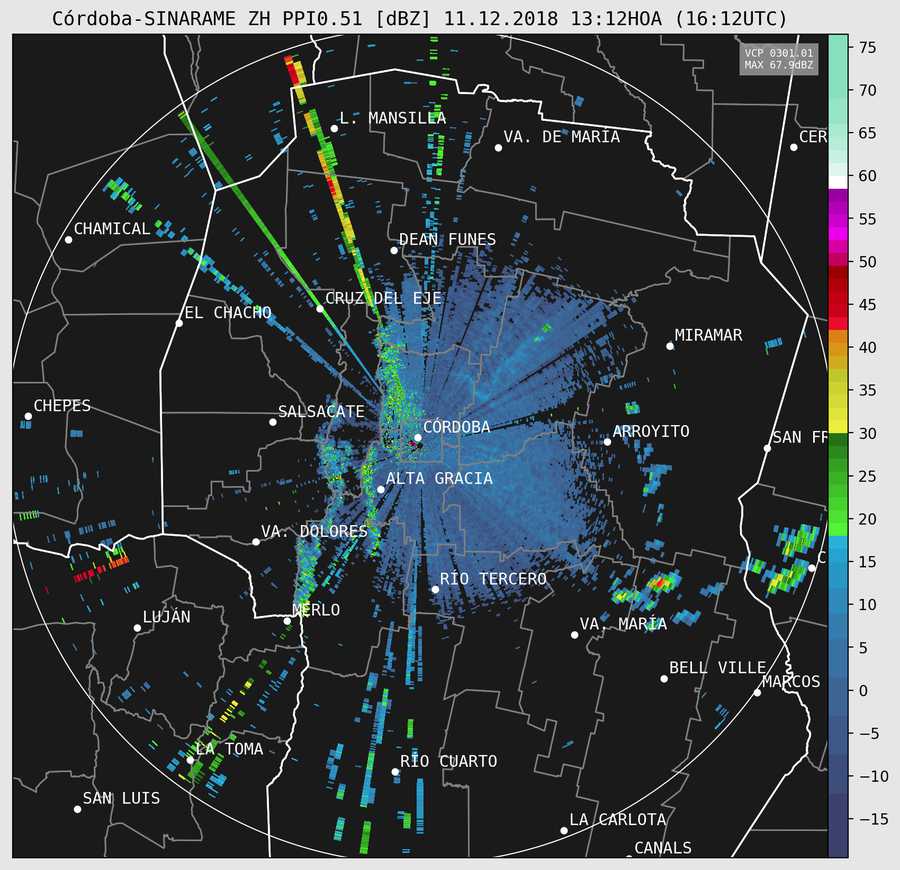 Córdoba-SINARAME ZH PPI0.51 [dBZ] 11.12.2018 13:12HOA (16:12UTC)
VCP 0301.01
MAX 67.9dBZ
L. MANSILLA
VA. DE MARIA
CER
CHAMICAL
DEAN FUNES
CRUZ DEL EJE
EL CHACHO
MIRAMAR
CHEPES
SALSACATE
CÓRDOBA
ARROYITO
SAN FR
ALTA GRACIA
VA. DOLORES
C
RÍO TERCERO
MERLO
LUJÁN
VA. MARÍA
BELL VILLE
MARCOS
LA TOMA
RÍO CUARTO
SAN LUIS
LA CARLOTA
CANALS
75
70
65
60
55
50
45
40
35
30
25
20
15
10
5
0
−5
−10
−15